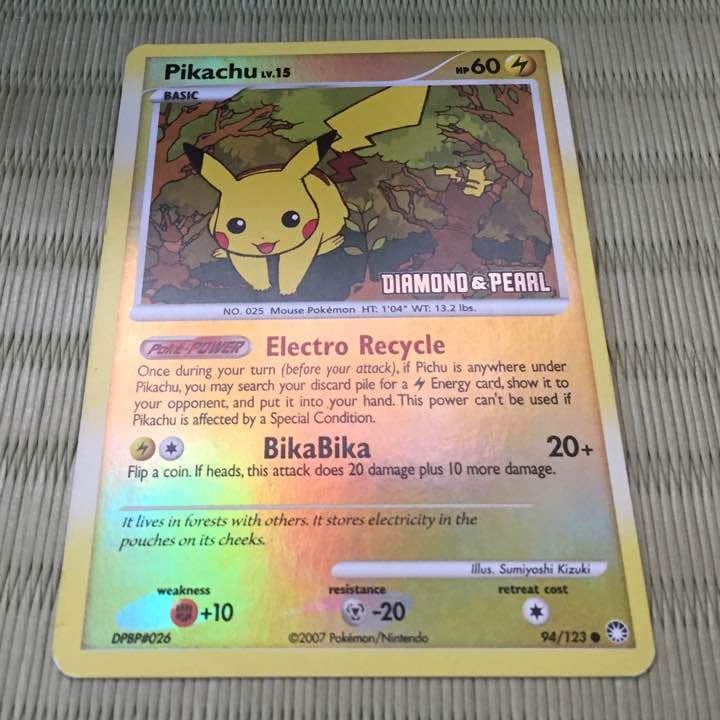 Pikachu LV.15 HP 60
BASIC
DIAMOND & PEARL
NO. 025 Mouse Pokémon HT: 1'04" WT: 13.2 lbs.
Poké-POWER Electro Recycle
Once during your turn (before your attack), if Pichu is anywhere under
Pikachu, you may search your discard pile for a Energy card, show it to
your opponent, and put it into your hand. This power can't be used if
Pikachu is affected by a Special Condition.
BikaBika 20+
Flip a coin. If heads, this attack does 20 damage plus 10 more damage.
It lives in forests with others. It stores electricity in the
pouches on its cheeks.
Illus. Sumiyoshi Kizuki
weakness resistance retreat cost
+10 -20
DPBP#026 ©2007 Pokémon/Nintendo 94/123